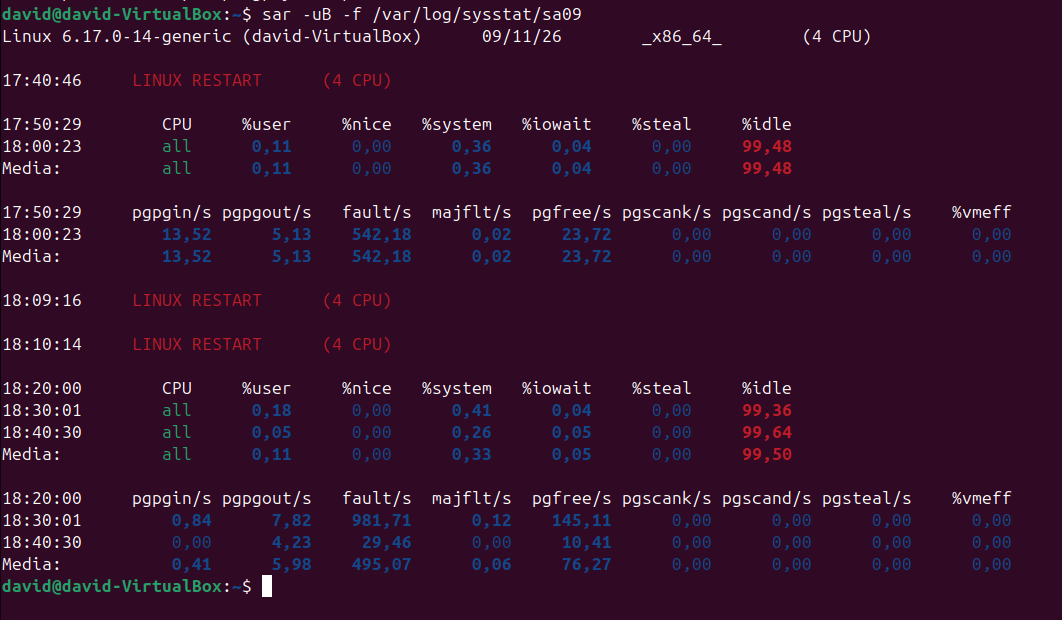 david@david-VirtualBox:~$ sar -uB -f /var/log/sysstat/sa09
Linux 6.17.0-14-generic (david-VirtualBox)      09/11/26        _x86_64_        (4 CPU)

17:40:46     LINUX RESTART      (4 CPU)

17:50:29        CPU     %user     %nice   %system   %iowait    %steal     %idle
18:00:23        all      0,11      0,00      0,36      0,04      0,00     99,48
Media:          all      0,11      0,00      0,36      0,04      0,00     99,48

17:50:29     pgpgin/s pgpgout/s   fault/s  majflt/s  pgfree/s pgscank/s pgscand/s pgsteal/s    %vmeff
18:00:23        13,52      5,13    542,18      0,02     23,72      0,00      0,00      0,00      0,00
Media:          13,52      5,13    542,18      0,02     23,72      0,00      0,00      0,00      0,00

18:09:16     LINUX RESTART      (4 CPU)

18:10:14     LINUX RESTART      (4 CPU)

18:20:00        CPU     %user     %nice   %system   %iowait    %steal     %idle
18:30:01        all      0,18      0,00      0,41      0,04      0,00     99,36
18:40:30        all      0,05      0,00      0,26      0,05      0,00     99,64
Media:          all      0,11      0,00      0,33      0,05      0,00     99,50

18:20:00     pgpgin/s pgpgout/s   fault/s  majflt/s  pgfree/s pgscank/s pgscand/s pgsteal/s    %vmeff
18:30:01         0,84      7,82    981,71      0,12    145,11      0,00      0,00      0,00      0,00
18:40:30         0,00      4,23     29,46      0,00     10,41      0,00      0,00      0,00      0,00
Media:           0,41      5,98    495,07      0,06     76,27      0,00      0,00      0,00      0,00
david@david-VirtualBox:~$